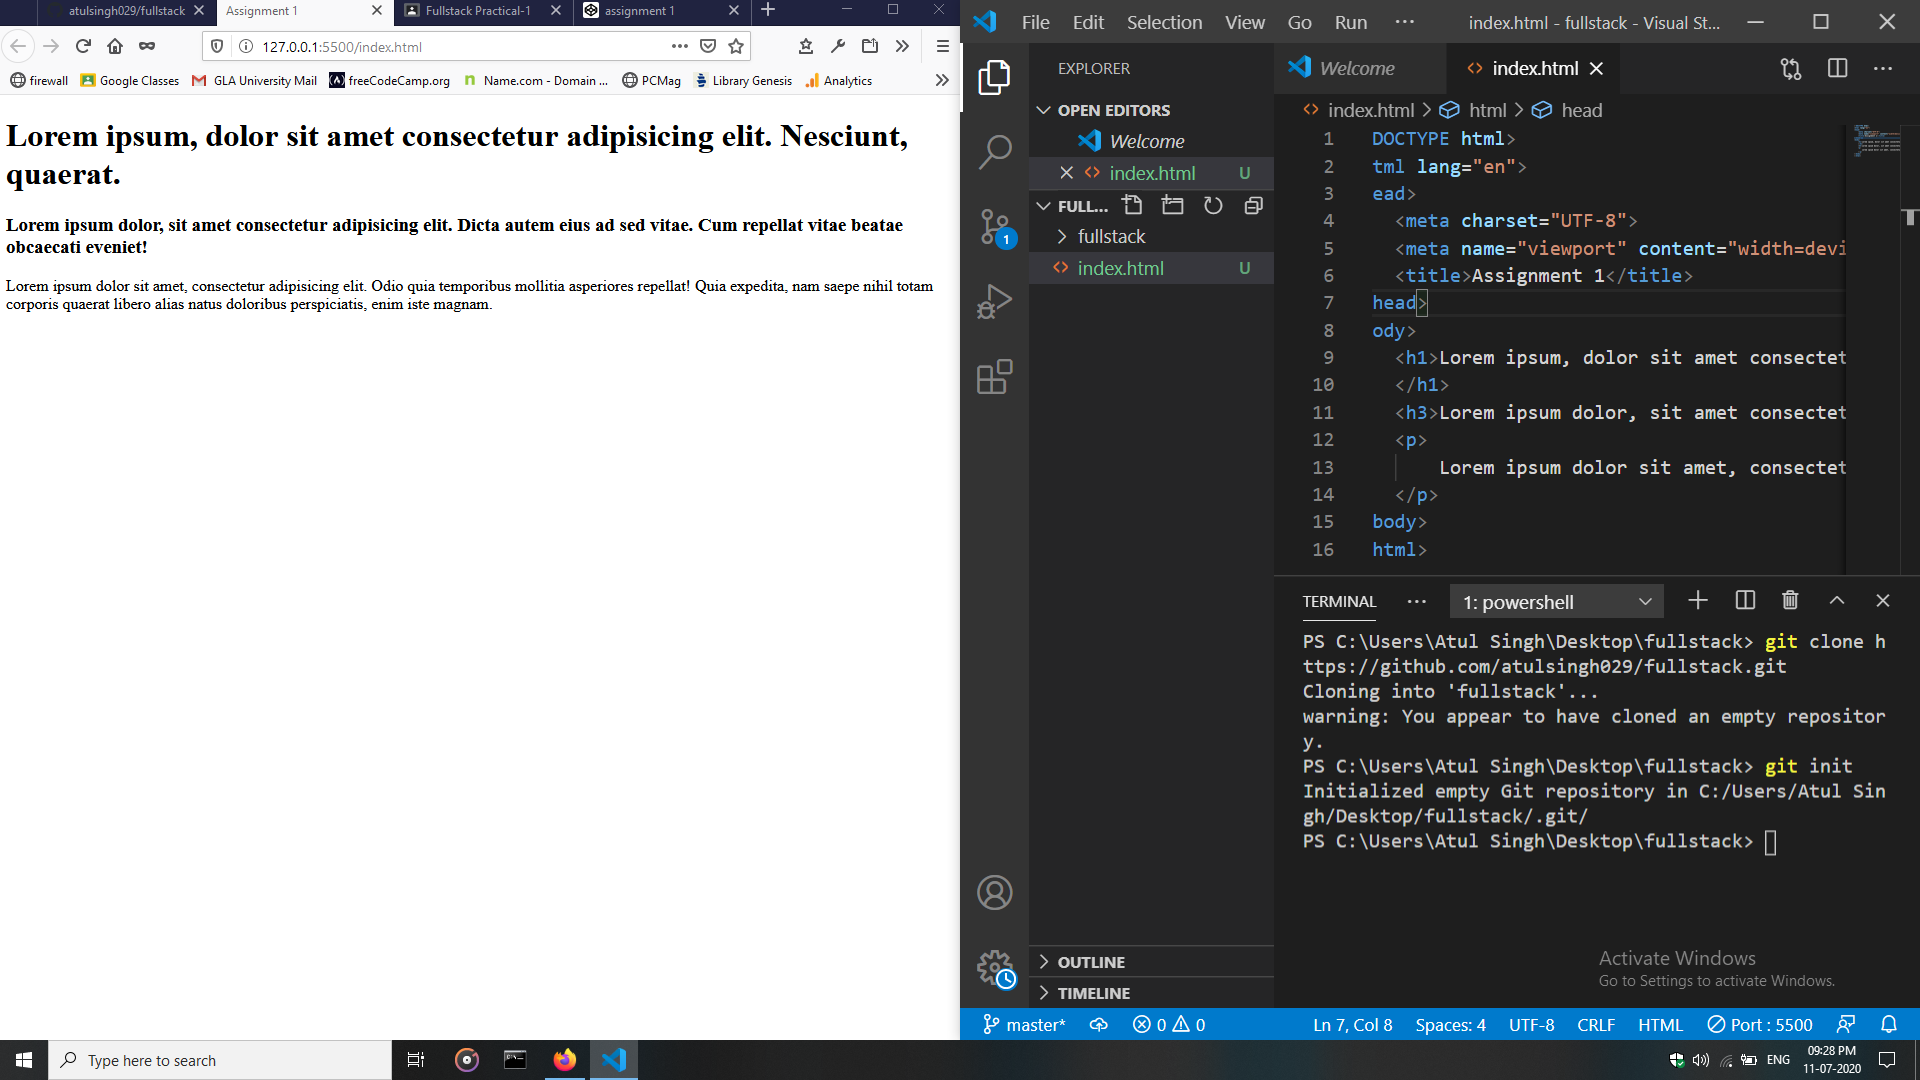 atulsingh029/fullstack
Assignment 1
Fullstack Practical-1
assignment 1
127.0.0.1:5500/index.html
firewall
Google Classes
GLA University Mail
freeCodeCamp.org
Name.com - Domain ...
PCMag
Library Genesis
Analytics
Lorem ipsum, dolor sit amet consectetur adipisicing elit. Nesciunt,
quaerat.
Lorem ipsum dolor, sit amet consectetur adipisicing elit. Dicta autem eius ad sed vitae. Cum repellat vitae beatae
obcaecati eveniet!
Lorem ipsum dolor sit amet, consectetur adipisicing elit. Odio quia temporibus mollitia asperiores repellat! Quia expedita, nam saepe nihil totam
corporis quaerat libero alias natus doloribus perspiciatis, enim iste magnam.
File Edit Selection View Go Run ···
index.html - fullstack - Visual St...
EXPLORER
OPEN EDITORS
Welcome
index.html U
FULL...
fullstack
index.html U
OUTLINE
TIMELINE
Welcome
index.html
index.html > html > head
1 DOCTYPE html>
2 tml lang="en">
3 ead>
4 <meta charset="UTF-8">
5 <meta name="viewport" content="width=devi
6 <title>Assignment 1</title>
7 head>
8 ody>
9 <h1>Lorem ipsum, dolor sit amet consectet
10 </h1>
11 <h3>Lorem ipsum dolor, sit amet consectet
12 <p>
13 Lorem ipsum dolor sit amet, consectet
14 </p>
15 body>
16 html>
TERMINAL ··· 1: powershell
PS C:\Users\Atul Singh\Desktop\fullstack> git clone h
ttps://github.com/atulsingh029/fullstack.git
Cloning into 'fullstack'...
warning: You appear to have cloned an empty repositor
y.
PS C:\Users\Atul Singh\Desktop\fullstack> git init
Initialized empty Git repository in C:/Users/Atul Sin
gh/Desktop/fullstack/.git/
PS C:\Users\Atul Singh\Desktop\fullstack>
Activate Windows
Go to Settings to activate Windows.
1
master* 0 0 Ln 7, Col 8 Spaces: 4 UTF-8 CRLF HTML Port : 5500
Type here to search
ENG
09:28 PM
11-07-2020